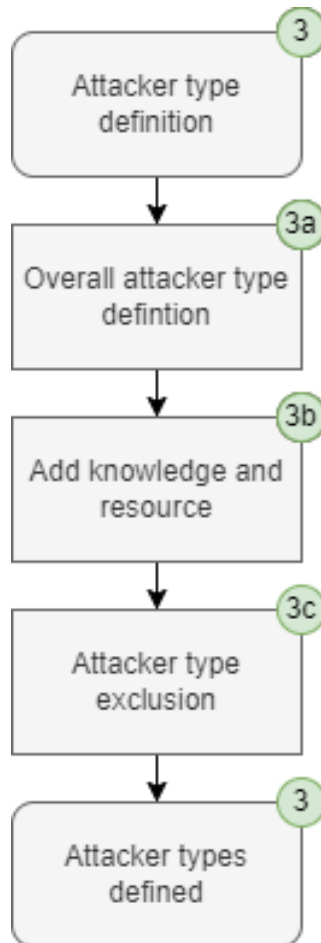 3
Attacker type
definition
3a
Overall attacker type
defintion
3b
Add knowledge and
resource
3c
Attacker type
exclusion
3
Attacker types
defined